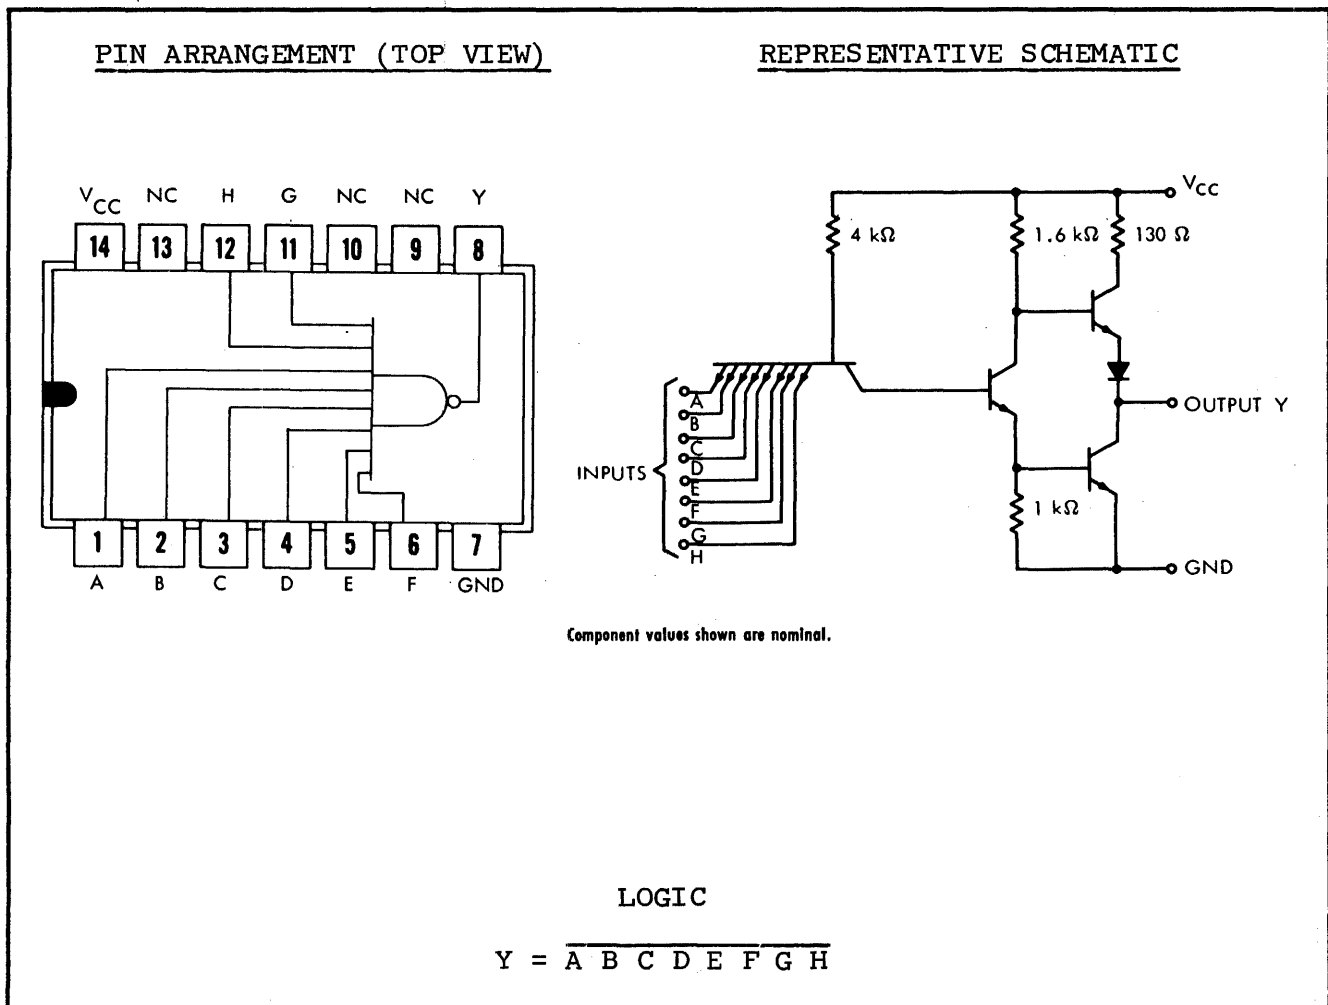 PIN ARRANGEMENT (TOP VIEW)
REPRESENTATIVE SCHEMATIC
VCC NC H G NC NC Y
14 13 12 11 10 9 8
1 2 3 4 5 6 7
A B C D E F GND
VCC
4 kΩ
1.6 kΩ
130 Ω
INPUTS
A
B
C
D
E
F
G
H
OUTPUT Y
1 kΩ
GND
Component values shown are nominal.
LOGIC
Y = A B C D E F G H